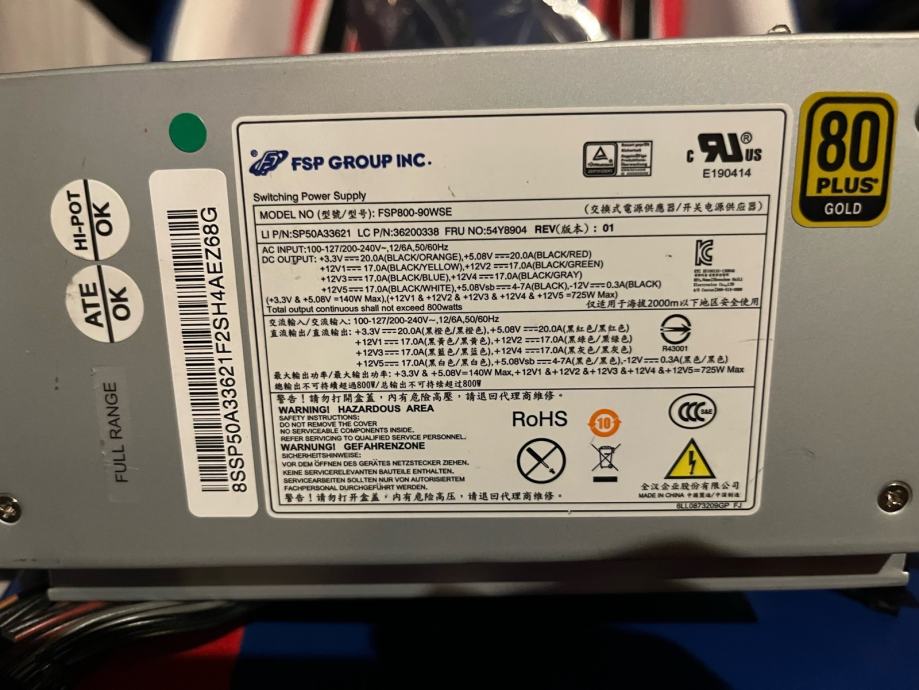 FSP GROUP INC.
c UL® US
E190414
80
PLUS®
GOLD
Switching Power Supply
MODEL NO (型號/型号): FSP800-90WSE (交換式電源供應器/开关电源供应器)
LI P/N:SP50A33621 LC P/N:36200338 FRU NO:54Y8904 REV(版本): 01
AC INPUT:100-127/200-240V~,12/6A,50/60Hz
DC OUTPUT: +3.3V⎓20.0A(BLACK/ORANGE),+5.08V⎓20.0A(BLACK/RED)
+12V1⎓17.0A(BLACK/YELLOW),+12V2⎓17.0A(BLACK/GREEN)
+12V3⎓17.0A(BLACK/BLUE),+12V4⎓17.0A(BLACK/GRAY)
+12V5⎓17.0A(BLACK/WHITE),+5.08Vsb⎓4-7A(BLACK),-12V⎓0.3A(BLACK)
(+3.3V & +5.08V=140W Max),(+12V1 & +12V2 & +12V3 & +12V4 & +12V5=725W Max)
Total output continuous shall not exceed 800watts
仅适用于海拔2000m以下地区安全使用
交流輸入/交流输入: 100-127/200-240V~,12/6A,50/60Hz
直流輸出/直流输出: +3.3V⎓20.0A(黑橙色/黑橙色),+5.08V⎓20.0A(黑紅色/黑红色)
+12V1⎓17.0A(黑黃色/黑黄色),+12V2⎓17.0A(黑綠色/黑绿色)
+12V3⎓17.0A(黑藍色/黑蓝色),+12V4⎓17.0A(黑灰色/黑灰色)
+12V5⎓17.0A(黑白色/黑白色),+5.08Vsb⎓4-7A(黑色/黑色),-12V⎓0.3A(黑色/黑色)
最大輸出功率/最大输出功率: +3.3V & +5.08V=140W Max,+12V1 & +12V2 & +12V3 & +12V4 & +12V5=725W Max
總輸出不可持續超過800W/总输出不可持续超过800W
R43001
警告!請勿打開盒蓋,內有危險高壓,請退回代理商維修。
WARNING! HAZARDOUS AREA
SAFETY INSTRUCTIONS:
DO NOT REMOVE THE COVER
NO SERVICEABLE COMPONENTS INSIDE.
REFER SERVICING TO QUALIFIED SERVICE PERSONNEL.
WARNUNG! GEFAHRENZONE
SICHERHEITSHINWEISE:
VOR DEM ÖFFNEN DES GERÄTES NETZSTECKER ZIEHEN.
KEINE SERVICERELEVANTEN BAUTEILE ENTHALTEN.
SERVICEARBEITEN SOLLTEN NUR VON AUTORISIERTEM
FACHPERSONAL DURCHGEFÜHRT WERDEN.
警告!请勿打开盒盖,内有危险高压,请退回代理商维修。
RoHS
10
CCC S&E
全汉企业股份有限公司
MADE IN CHINA 中國製造/中国制造
6LL0873209GP FJ
HI-POT
OK
ATE
OK
FULL RANGE
8SSP50A33621F2SH4AEZ68G